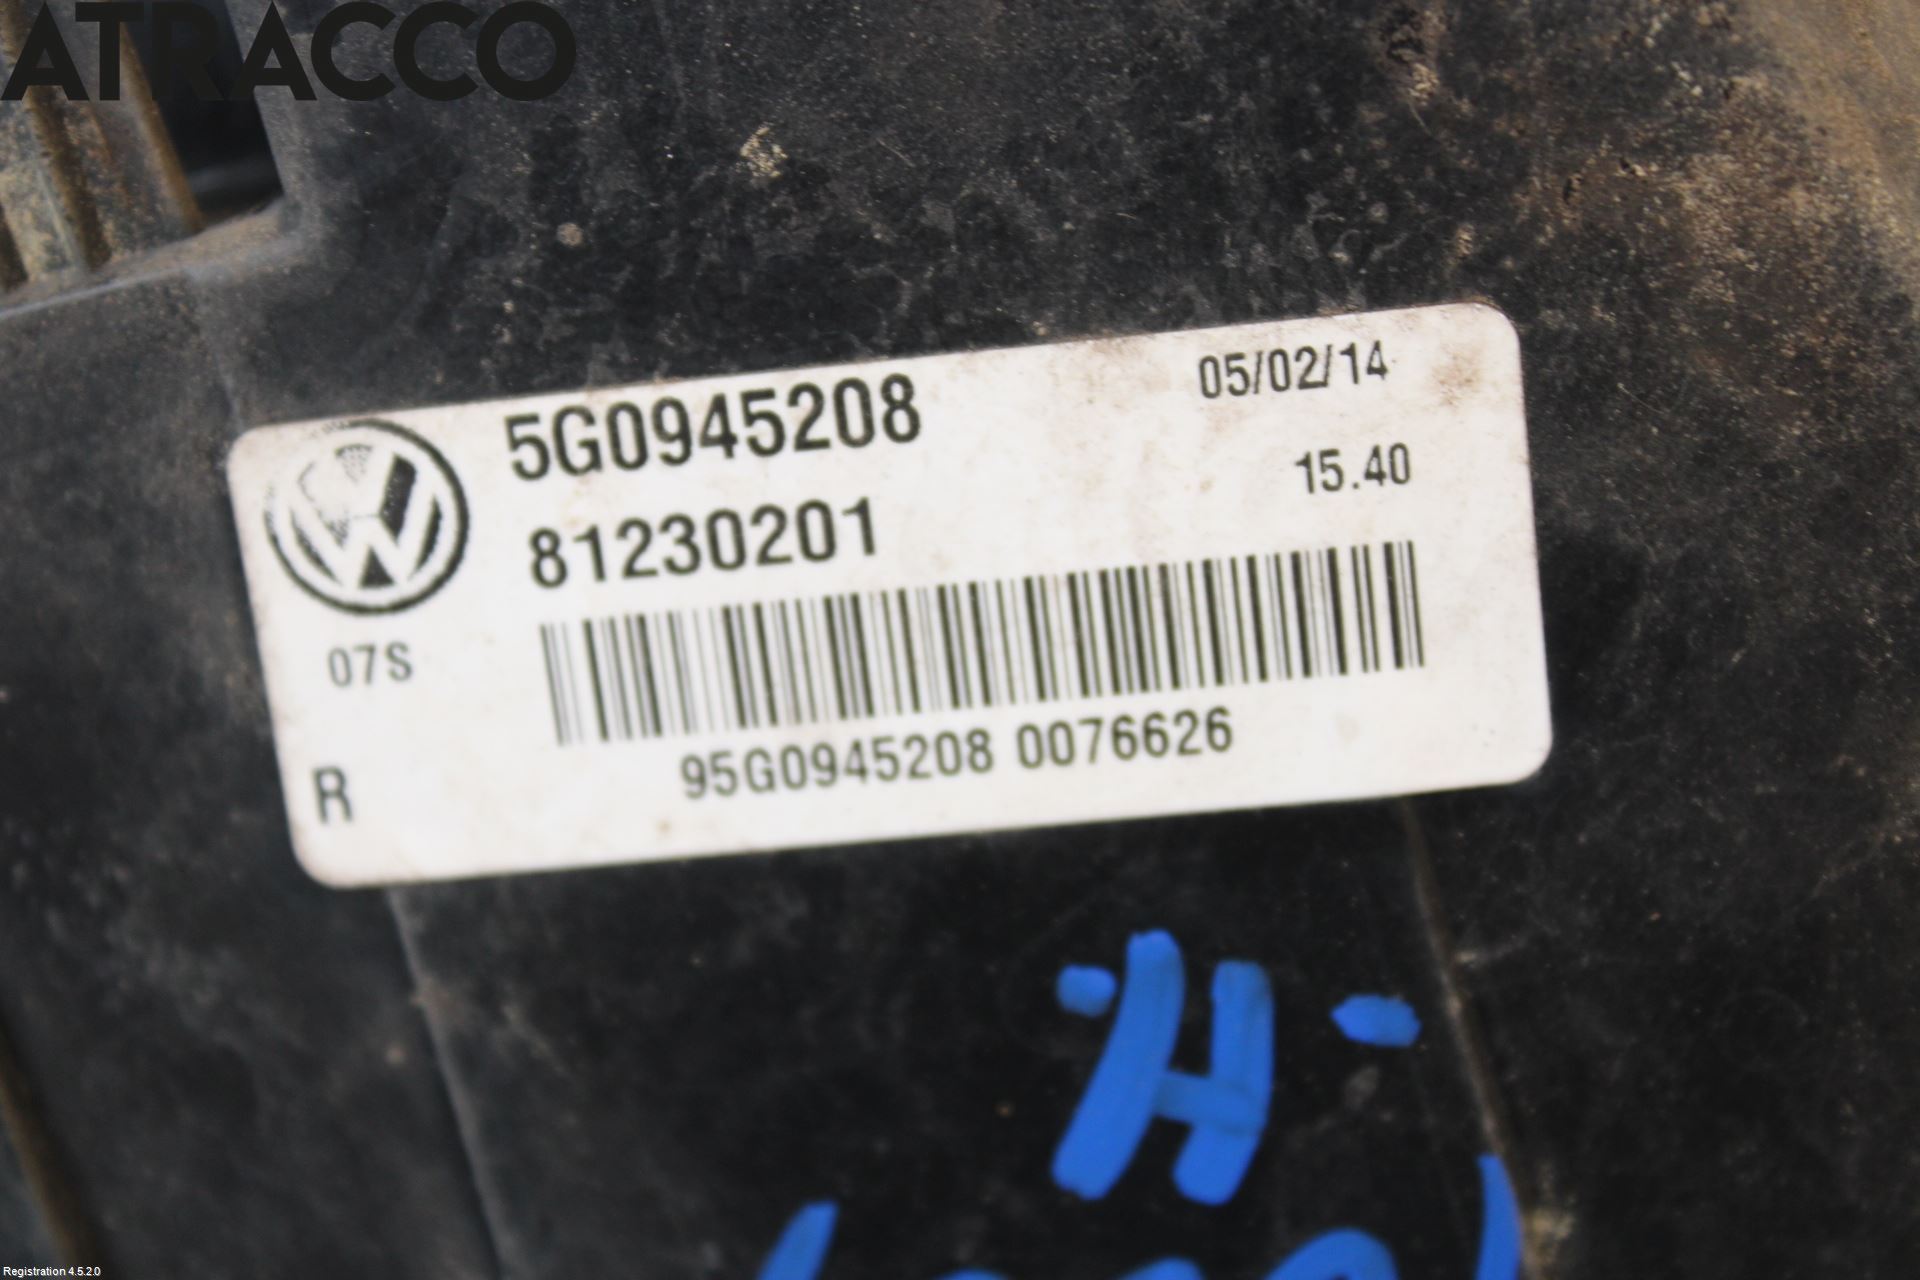 ATRACCO
5G0945208
05/02/14
81230201
15.40
07S
R
95G0945208 0076626
-H-
Registration 4.5.2.0